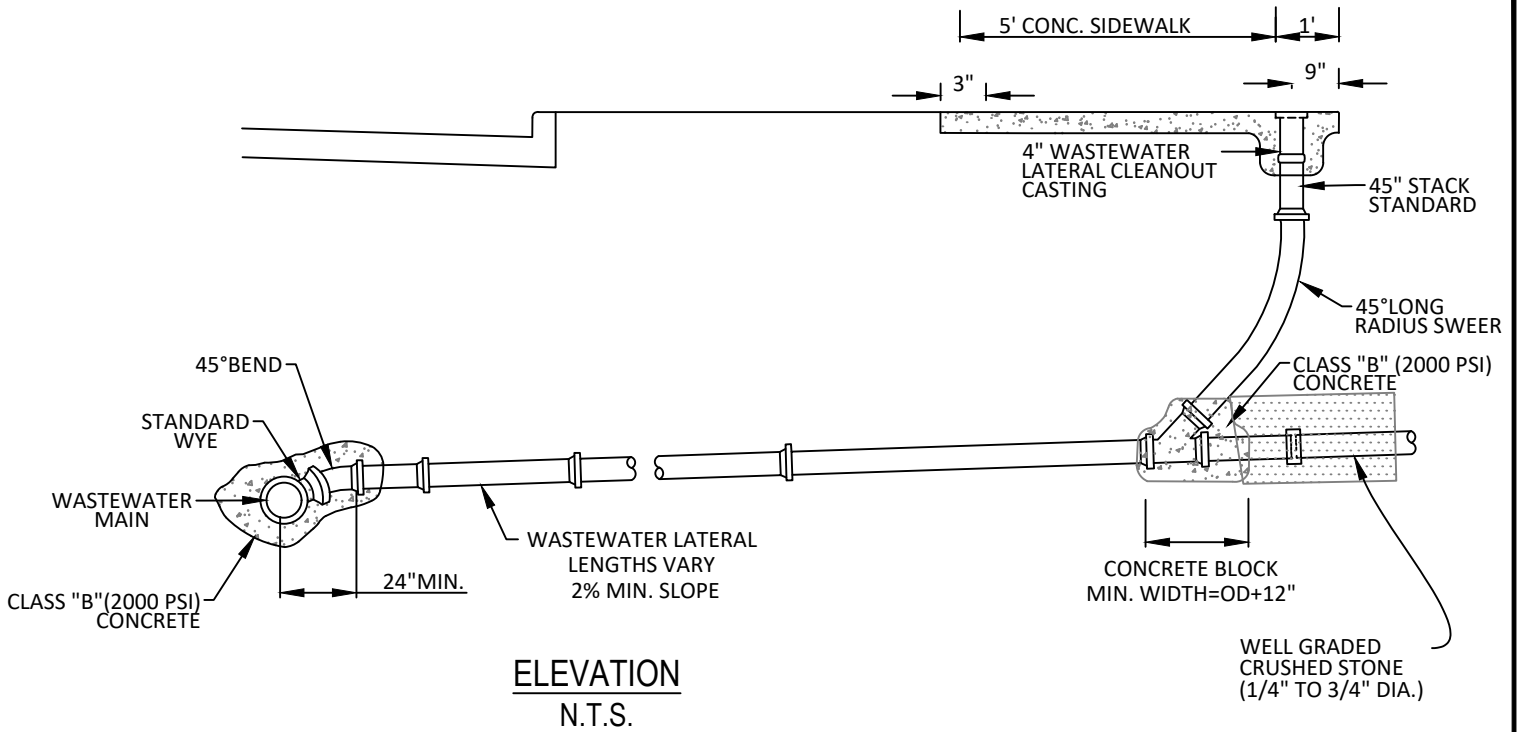 5' CONC. SIDEWALK
1'
3"
9"
4" WASTEWATER
LATERAL CLEANOUT
CASTING
45" STACK
STANDARD
45°LONG
RADIUS SWEER
45°BEND
CLASS "B" (2000 PSI)
CONCRETE
STANDARD
WYE
WASTEWATER
MAIN
WASTEWATER LATERAL
LENGTHS VARY
2% MIN. SLOPE
24"MIN.
CONCRETE BLOCK
MIN. WIDTH=OD+12"
CLASS "B"(2000 PSI)
CONCRETE
WELL GRADED
CRUSHED STONE
(1/4" TO 3/4" DIA.)
ELEVATION
N.T.S.